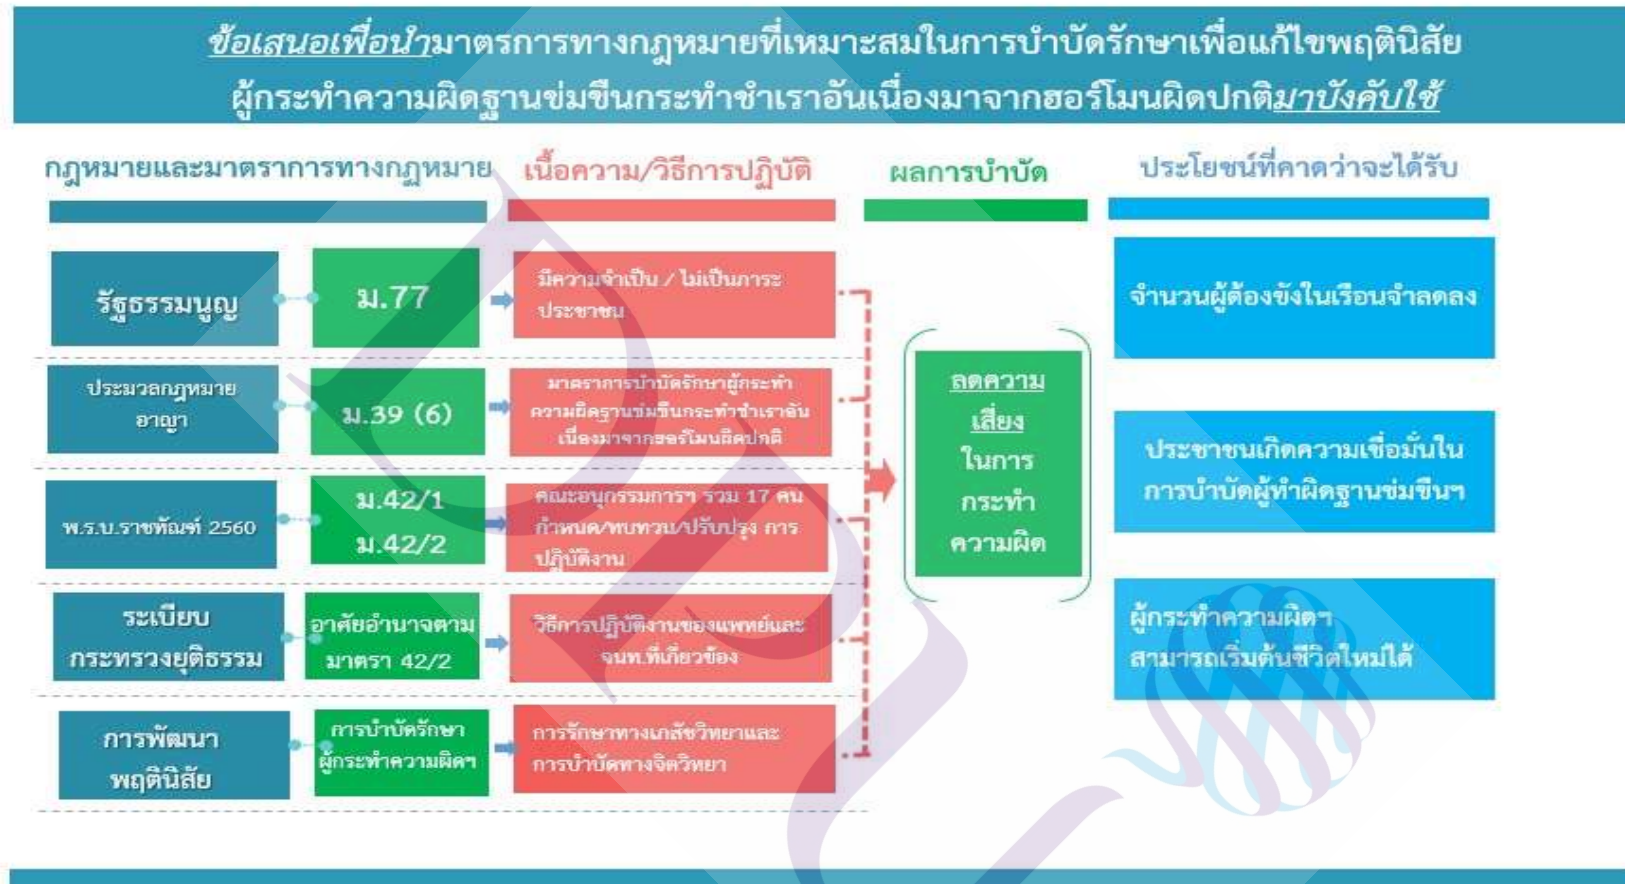 ข้อเสนอเพื่อนำมาตรการทางกฎหมายที่เหมาะสมในการบำบัดรักษาเพื่อแก้ไขพฤตินิสัย
ผู้กระทำความผิดฐานข่มขืนกระทำชำเราอันเนื่องมาจากฮอร์โมนผิดปกติมาบังคับใช้
กฎหมายและมาตราการทางกฎหมาย
เนื้อความ/วิธีการปฏิบัติ
ผลการบำบัด
ประโยชน์ที่คาดว่าจะได้รับ
รัฐธรรมนูญ
ม.77
มีความจำเป็น / ไม่เป็นภาระ
ประชาชน
ประมวลกฎหมาย
อาญา
ม.39 (6)
มาตราการบำบัดรักษาผู้กระทำ
ความผิดฐานข่มขืนกระทำชำเราอัน
เนื่องมาจากฮอร์โมนผิดปกติ
พ.ร.บ.ราชทัณฑ์ 2560
ม.42/1
ม.42/2
คณะอนุกรรมการฯ รวม 17 คน
กำหนด/ทบทวน/ปรับปรุง การ
ปฏิบัติงาน
ระเบียบ
กระทรวงยุติธรรม
อาศัยอำนาจตาม
มาตรา 42/2
วิธีการปฏิบัติงานของแพทย์และ
จนท.ที่เกี่ยวข้อง
การพัฒนา
พฤตินิสัย
การบำบัดรักษา
ผู้กระทำความผิดฯ
การรักษาทางเภสัชวิทยาและ
การบำบัดทางจิตวิทยา
ลดความ
เสี่ยง
ในการ
กระทำ
ความผิด
จำนวนผู้ต้องขังในเรือนจำลดลง
ประชาชนเกิดความเชื่อมั่นใน
การบำบัดผู้ทำผิดฐานข่มขืนฯ
ผู้กระทำความผิดฯ
สามารถเริ่มต้นชีวิตใหม่ได้